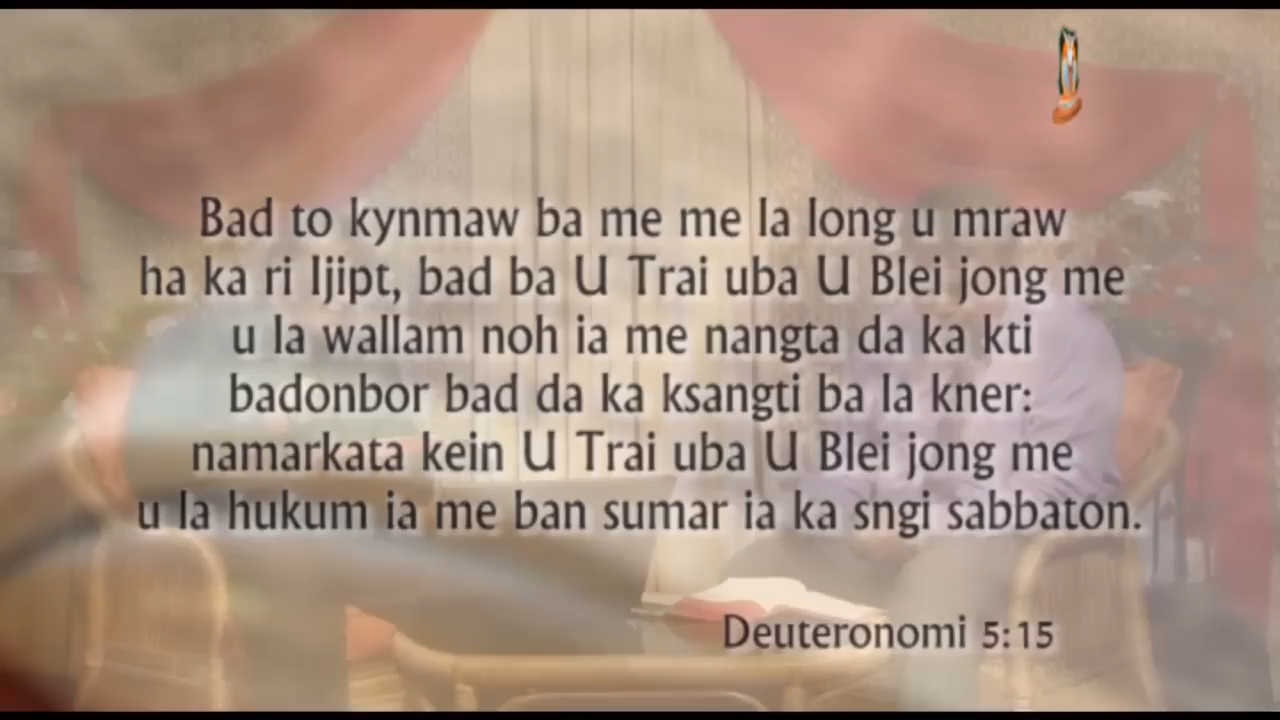 Bad to kynmaw ba me me la long u mraw
ha ka ri Ijipt, bad ba U Trai uba U Blei jong me
u la wallam noh ia me nangta da ka kti
badonbor bad da ka ksangti ba la kner:
namarkata kein U Trai uba U Blei jong me
u la hukum ia me ban sumar ia ka sngi sabbaton.
Deuteronomi 5:15